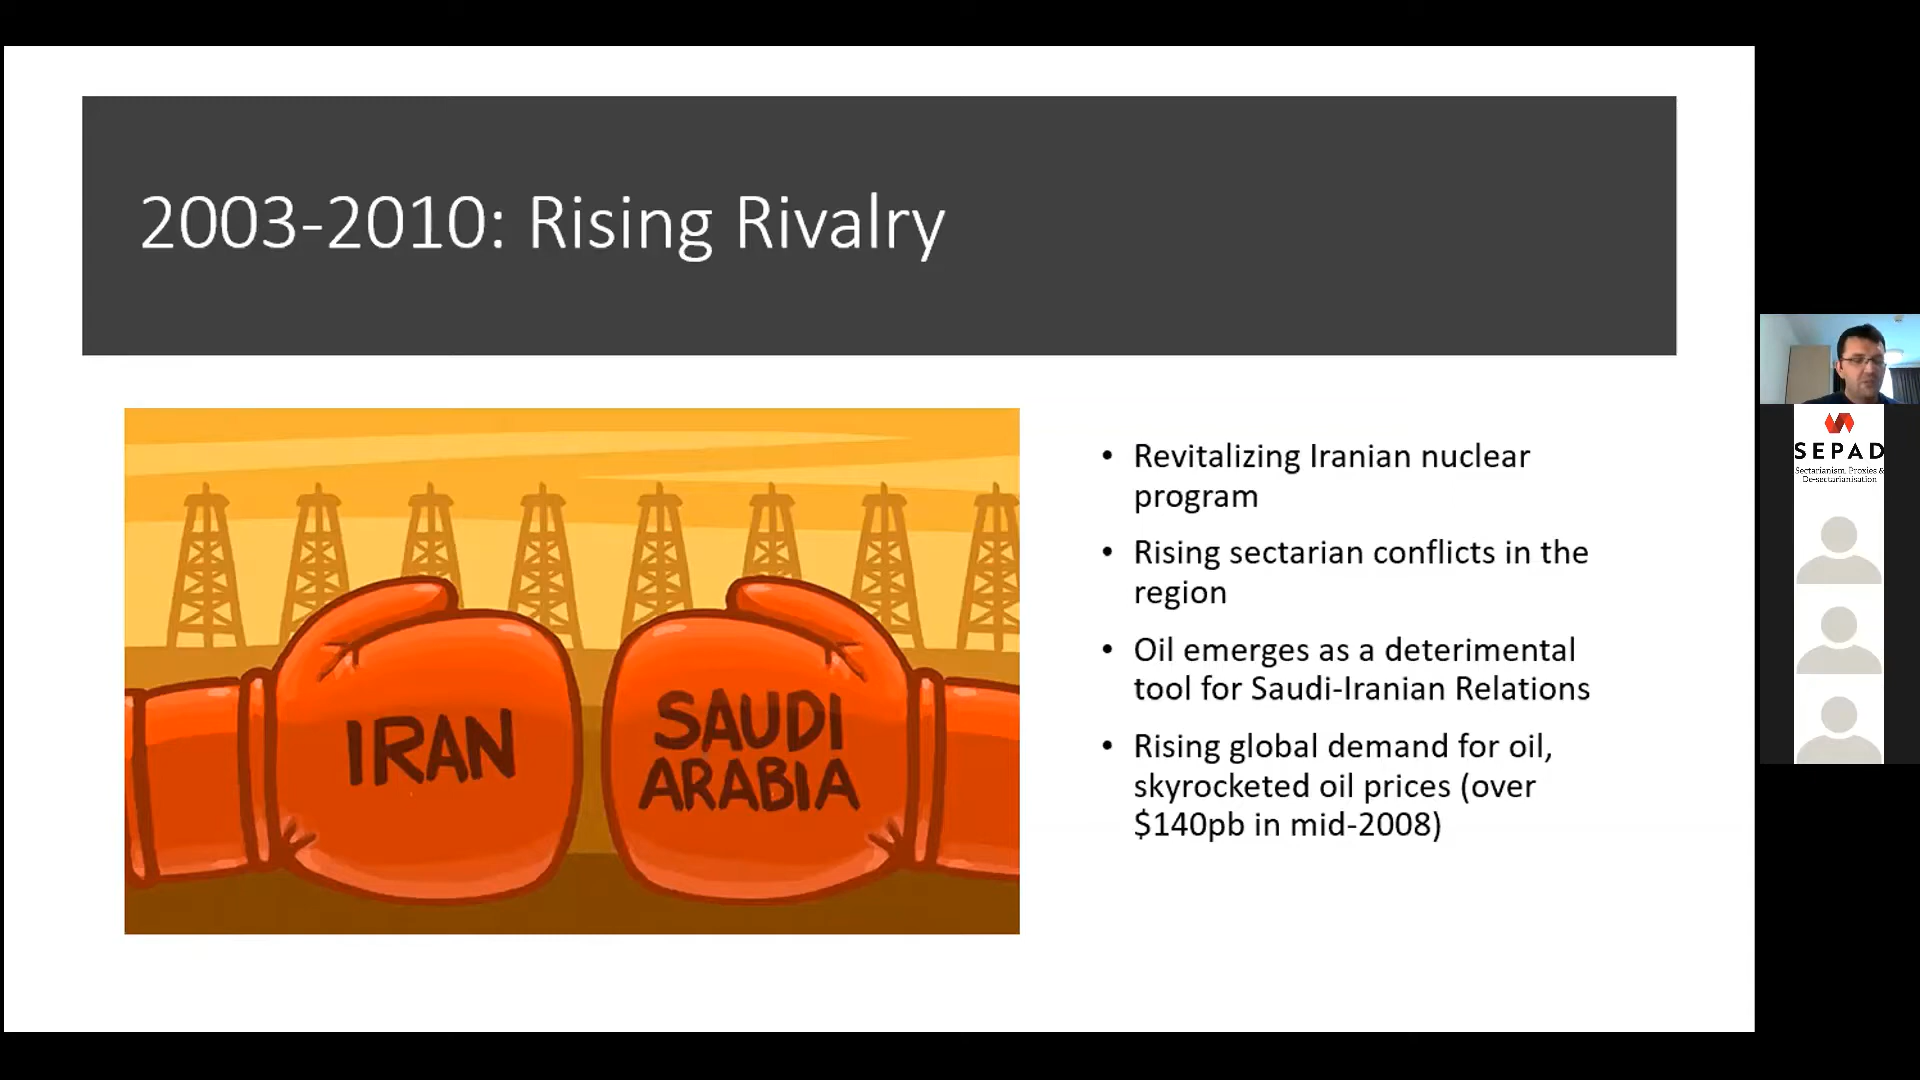 2003-2010: Rising Rivalry
IRAN
SAUDI
ARABIA
• Revitalizing Iranian nuclear
program
• Rising sectarian conflicts in the
region
• Oil emerges as a deterimental
tool for Saudi-Iranian Relations
• Rising global demand for oil,
skyrocketed oil prices (over
$140pb in mid-2008)
SEPAD
Sectarianism, Proxies &
De-sectarianisation